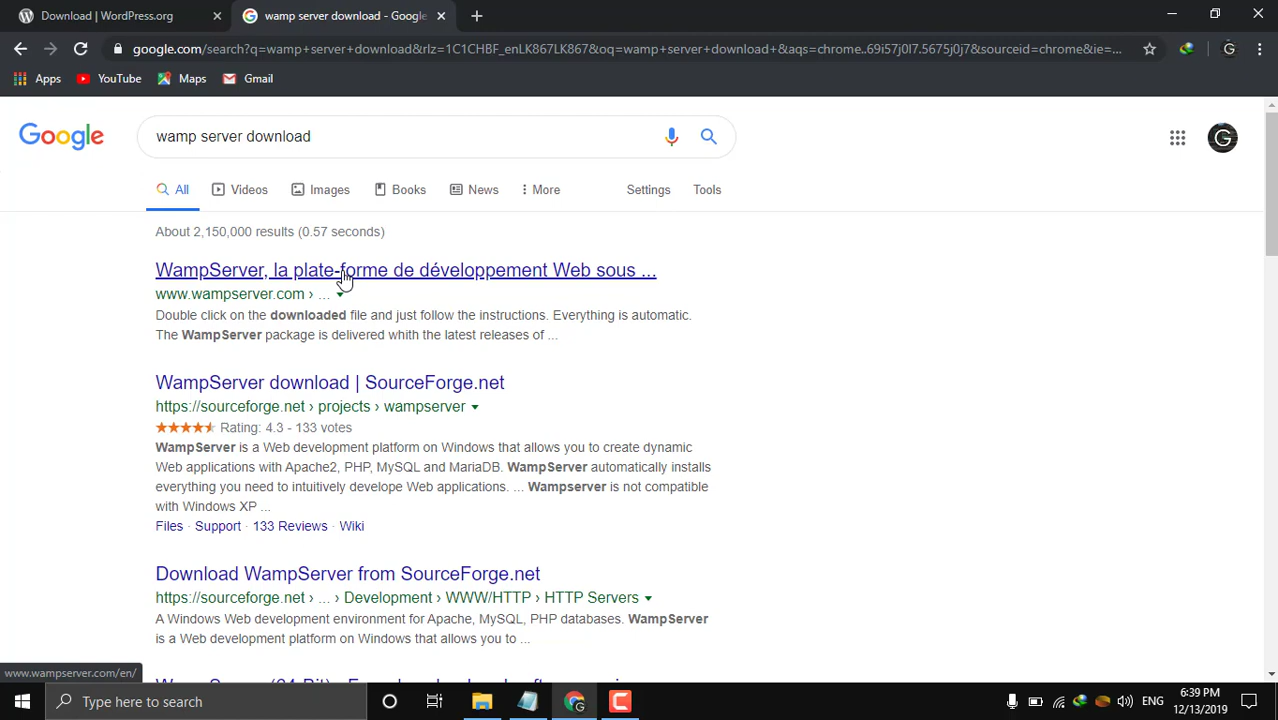 Download | WordPress.org
wamp server download - Google
google.com/search?q=wamp+server+download&rlz=1C1CHBF_enLK867LK867&oq=wamp+server+download+&aqs=chrome..69i57j0l7.5675j0j7&sourceid=chrome&ie=...
Apps YouTube Maps Gmail
Google
wamp server download
G
All Videos Images Books News More Settings Tools
About 2,150,000 results (0.57 seconds)
WampServer, la plate-forme de développement Web sous ...
www.wampserver.com › ...
Double click on the downloaded file and just follow the instructions. Everything is automatic.
The WampServer package is delivered whith the latest releases of ...
WampServer download | SourceForge.net
https://sourceforge.net › projects › wampserver
Rating: 4.3 - 133 votes
WampServer is a Web development platform on Windows that allows you to create dynamic
Web applications with Apache2, PHP, MySQL and MariaDB. WampServer automatically installs
everything you need to intuitively develope Web applications. ... Wampserver is not compatible
with Windows XP ...
Files · Support · 133 Reviews · Wiki
Download WampServer from SourceForge.net
https://sourceforge.net › ... › Development › WWW/HTTP › HTTP Servers
A Windows Web development environment for Apache, MySQL, PHP databases. WampServer
is a Web development platform on Windows that allows you to ...
www.wampserver.com/en/
Type here to search
ENG
6:39 PM
12/13/2019